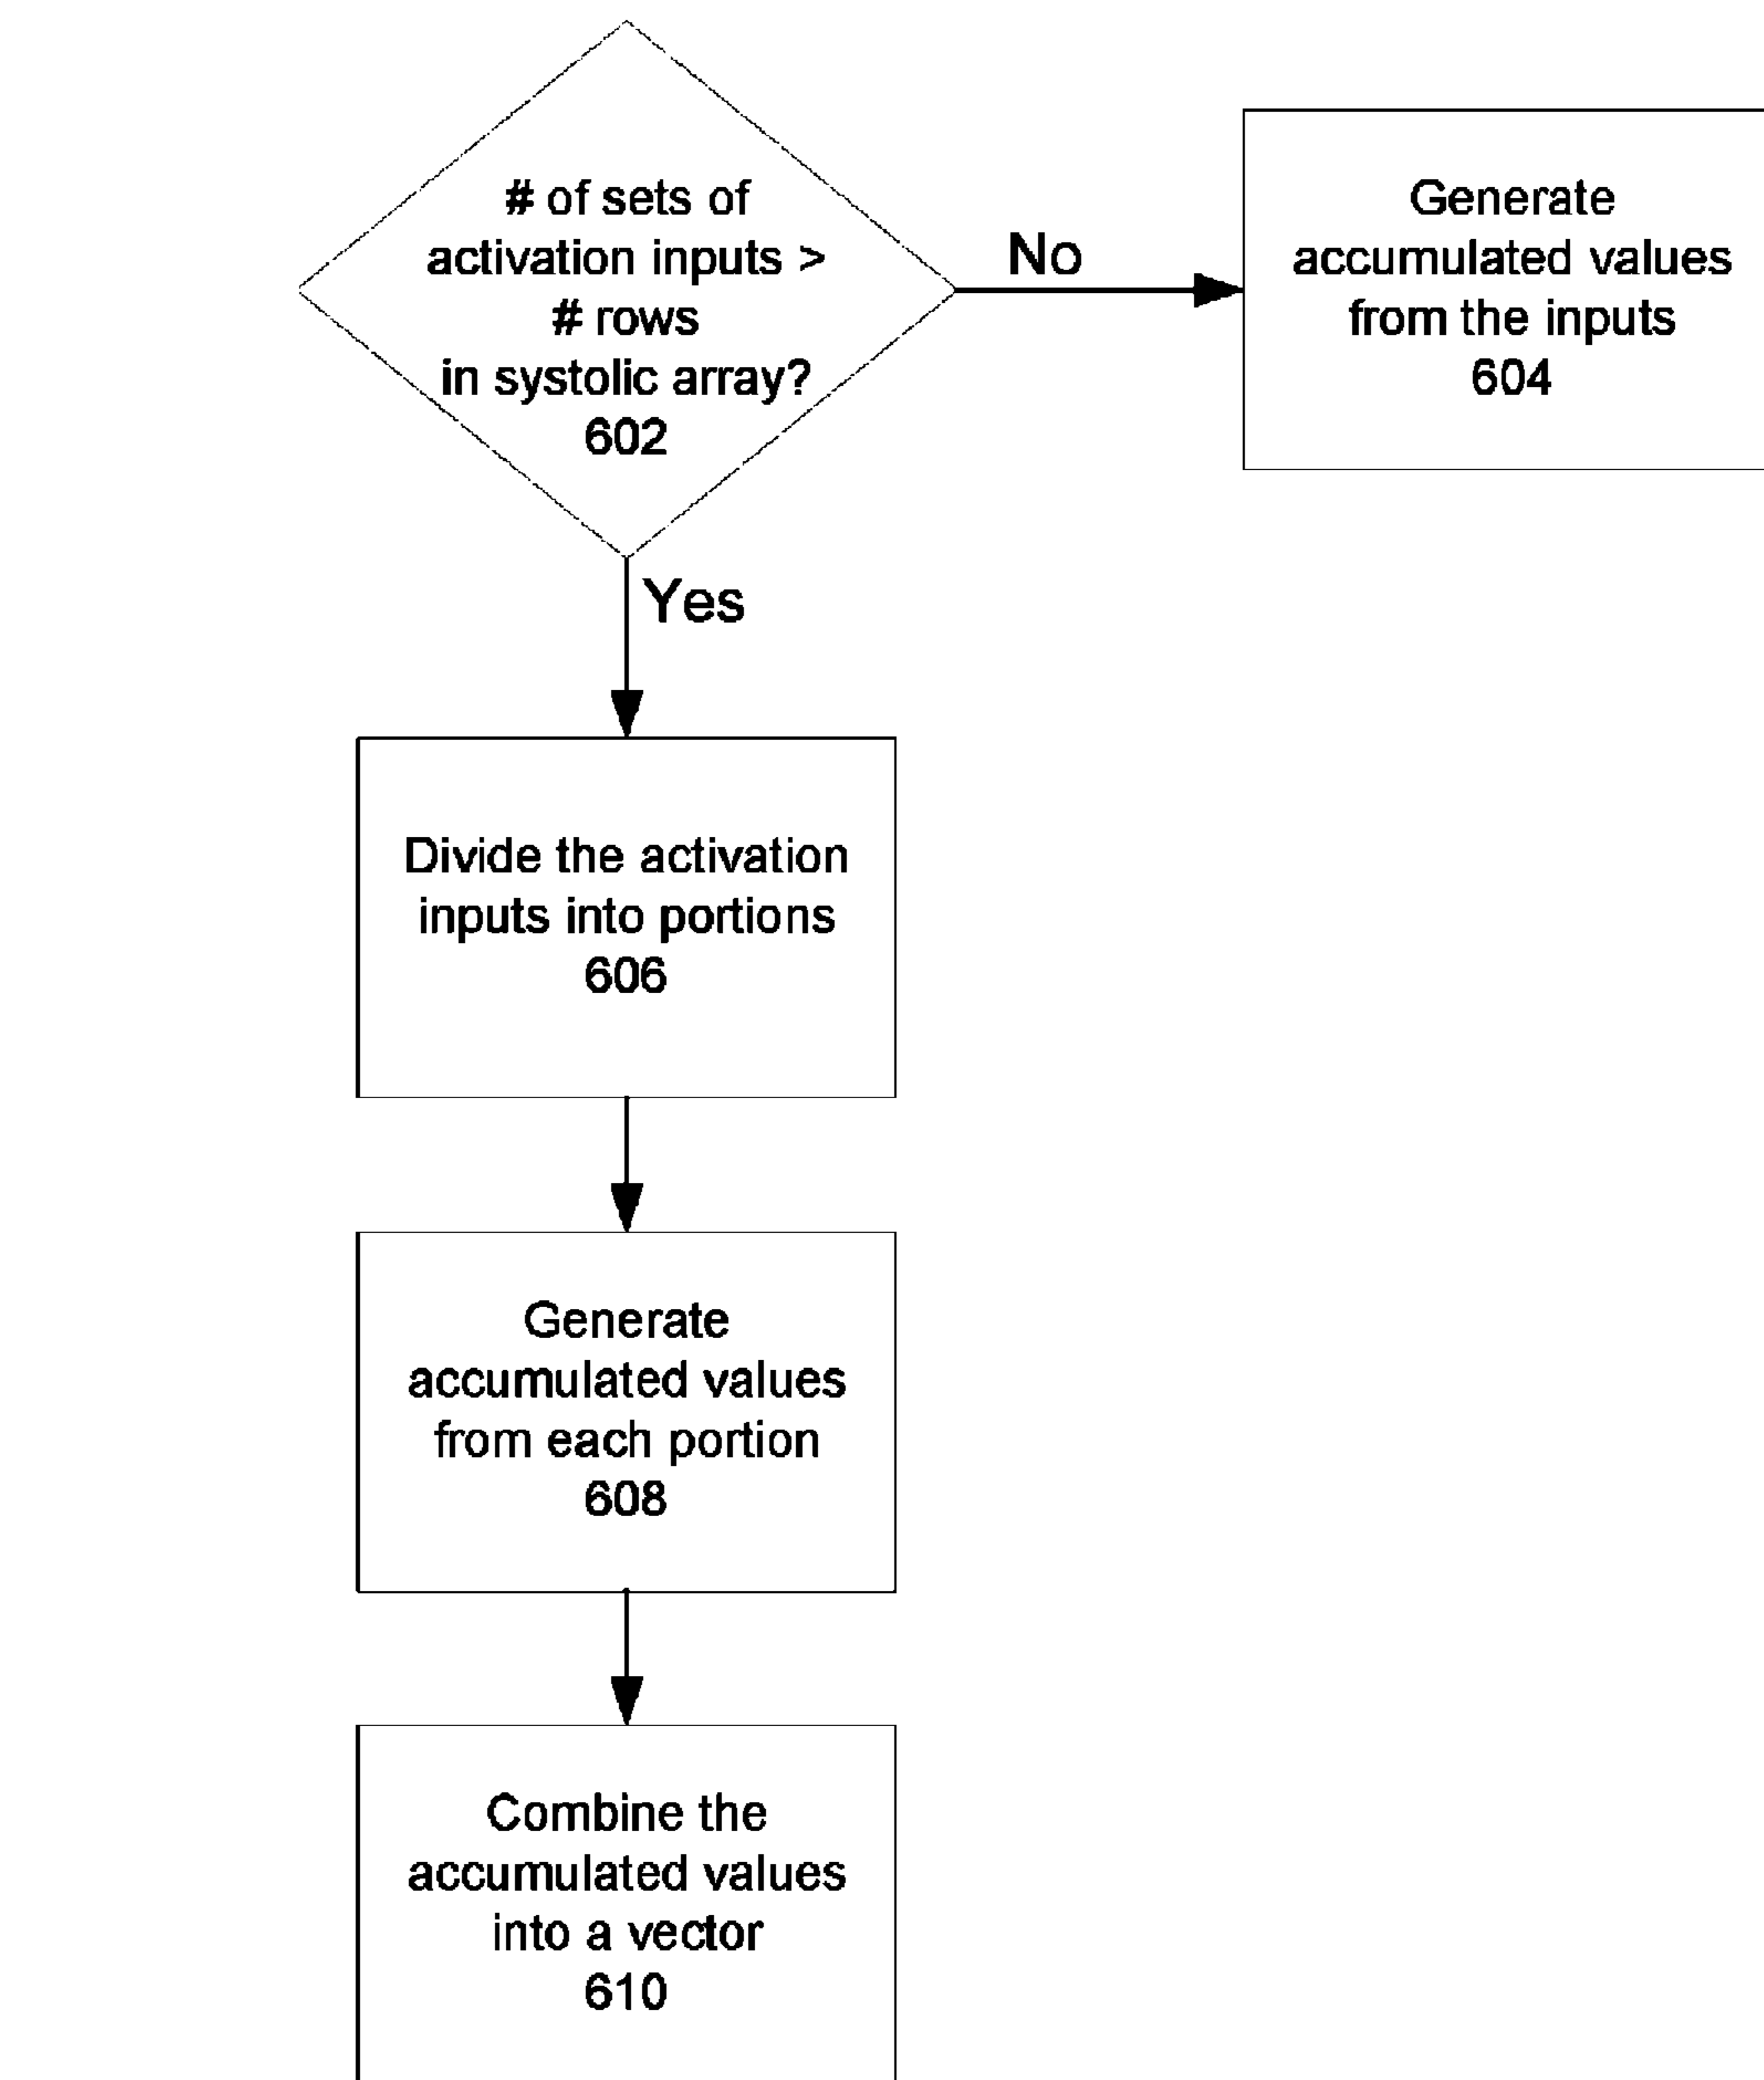 # of sets of
activation inputs >
# rows
in systolic array?
602
No
Generate
accumulated values
from the inputs
604
Yes
Divide the activation
inputs into portions
606
Generate
accumulated values
from each portion
608
Combine the
accumulated values
into a vector
610